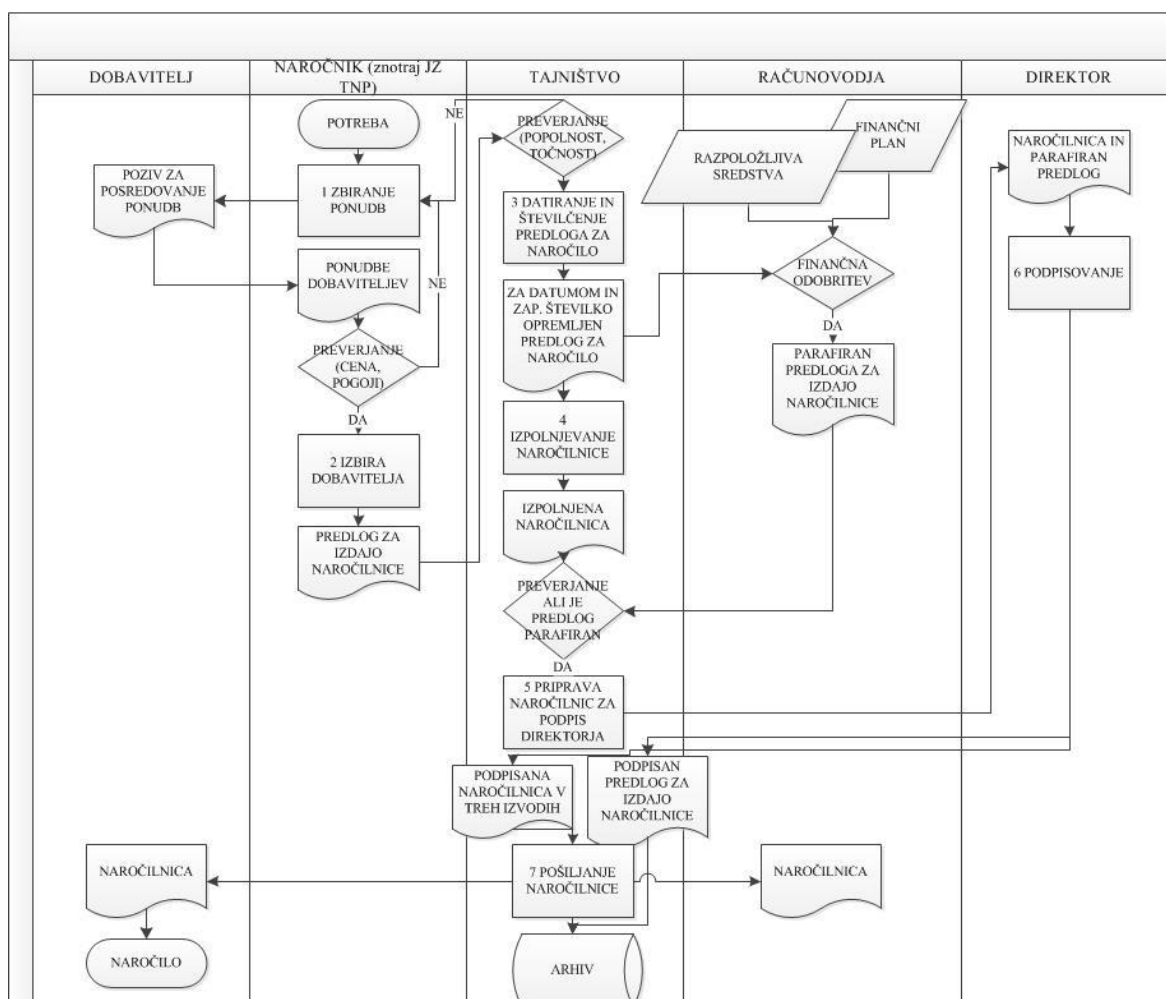 DOBAVITELJ
NAROČNIK (znotraj JZ
TNP)
TAJNIŠTVO
RAČUNOVODJA
DIREKTOR
POTREBA
NE
PREVERJANJE
(POPOLNOST,
TOČNOST)
FINANČNI
PLAN
RAZPOLOŽLJIVA
SREDSTVA
NAROČILNICA IN
PARAFIRAN
PREDLOG
POZIV ZA
POSREDOVANJE
PONUDB
1 ZBIRANJE
PONUDB
3 DATIRANJE IN
ŠTEVILČENJE
PREDLOGA ZA
NAROČILO
PONUDBE
DOBAVITELJEV
NE
FINANČNA
ODOBRITEV
6 PODPISOVANJE
ZA DATUMOM IN
ZAP. ŠTEVILKO
OPREMLJEN
PREDLOG ZA
NAROČILO
DA
PREVERJANJE
(CENA,
POGOJI)
PARAFIRAN
PREDLOGA ZA
IZDAJO
NAROČILNICE
DA
4
IZPOLNJEVANJE
NAROČILNICE
2 IZBIRA
DOBAVITELJA
IZPOLNJENA
NAROČILNICA
PREDLOG ZA
IZDAJO
NAROČILNICE
PREVERJANJE
ALI JE
PREDLOG
PARAFIRAN
DA
5 PRIPRAVA
NAROČILNIC ZA
PODPIS
DIREKTORJA
PODPISANA
NAROČILNICA V
TREH IZVODIH
PODPISAN
PREDLOG ZA
IZDAJO
NAROČILNICE
NAROČILNICA
7 POŠILJANJE
NAROČILNICE
NAROČILNICA
NAROČILO
ARHIV